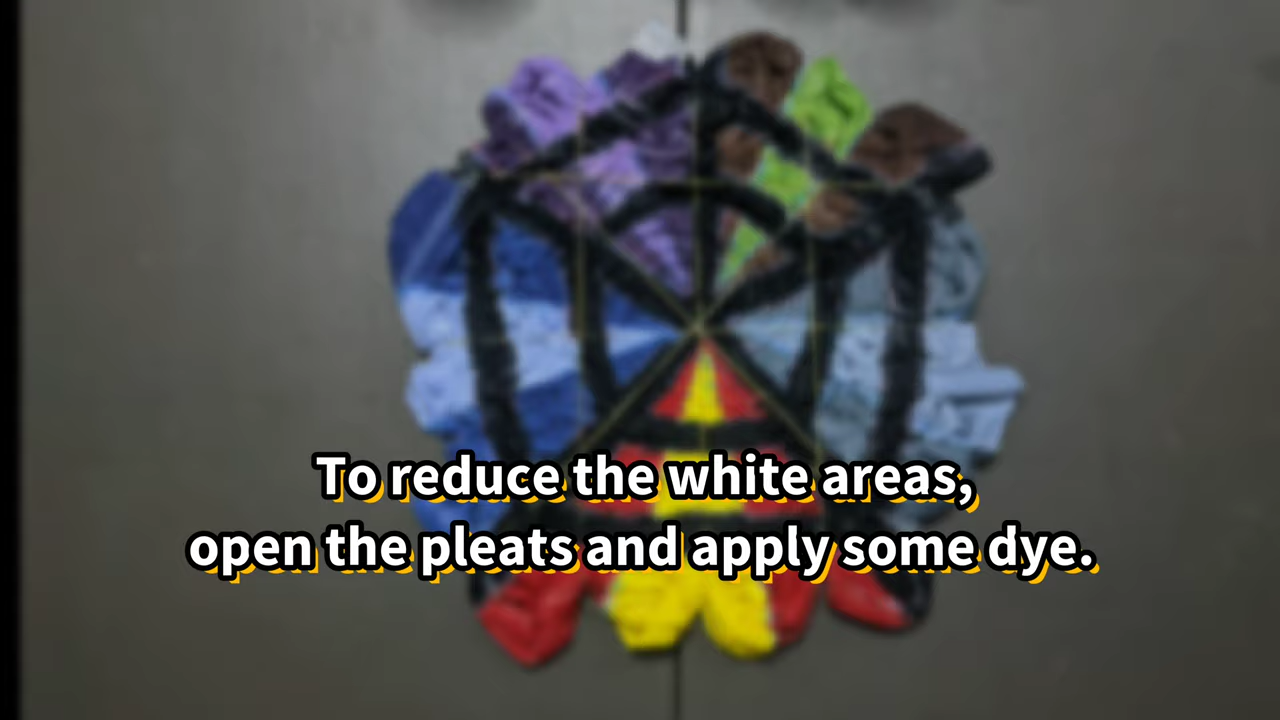 To reduce the white areas,
open the pleats and apply some dye.